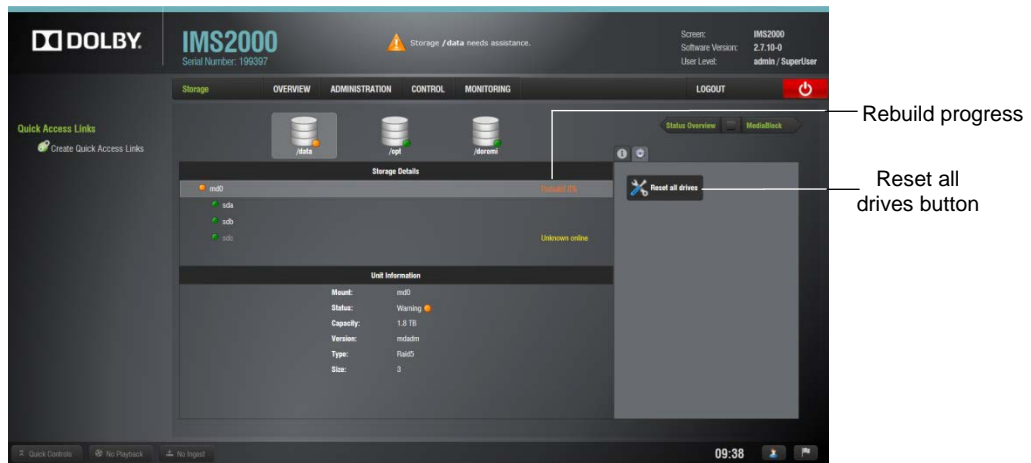 DOLBY.
IMS2000
Serial Number: 199397
Storage /data needs assistance.
Screen: IMS2000
Software Version: 2.7.10-0
User Level: admin / SuperUser
Storage
OVERVIEW
ADMINISTRATION
CONTROL
MONITORING
LOGOUT
Quick Access Links
Create Quick Access Links
/data
/opt
/doremi
Status Overview
MediaBlock
Storage Details
md0
sda
sdb
sdc
Unknown online
Reset all drives
Unit Information
Mount: md0
Status: Warning
Capacity: 1.8 TB
Version: mdadm
Type: Raid5
Size: 3
Quick Controls
No Playback
No Ingest
09:38
Rebuild progress
Reset all
drives button